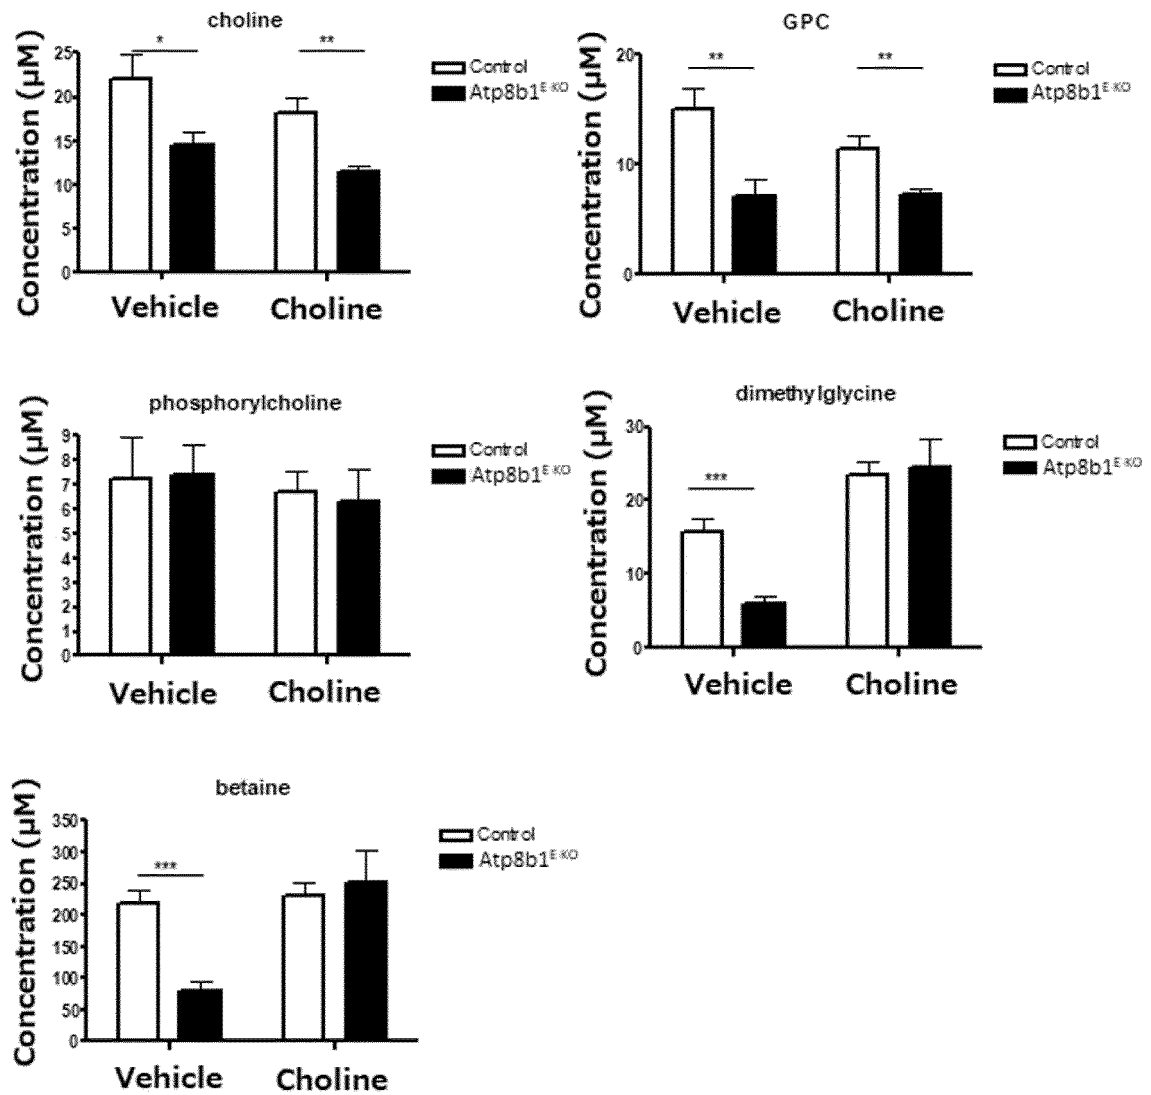 choline
Concentration (μM)
25
20
15
10
5
0
*
**
Control
Atp8b1E-KO
Vehicle
Choline
GPC
Concentration (μM)
20
10
0
**
**
Control
Atp8b1E-KO
Vehicle
Choline
phosphorylcholine
Concentration (μM)
9
8
7
6
5
4
3
2
1
0
Control
Atp8b1E-KO
Vehicle
Choline
dimethylglycine
Concentration (μM)
30
20
10
0
***
Control
Atp8b1E-KO
Vehicle
Choline
betaine
Concentration (μM)
350
300
250
200
150
100
50
0
***
Control
Atp8b1E-KO
Vehicle
Choline